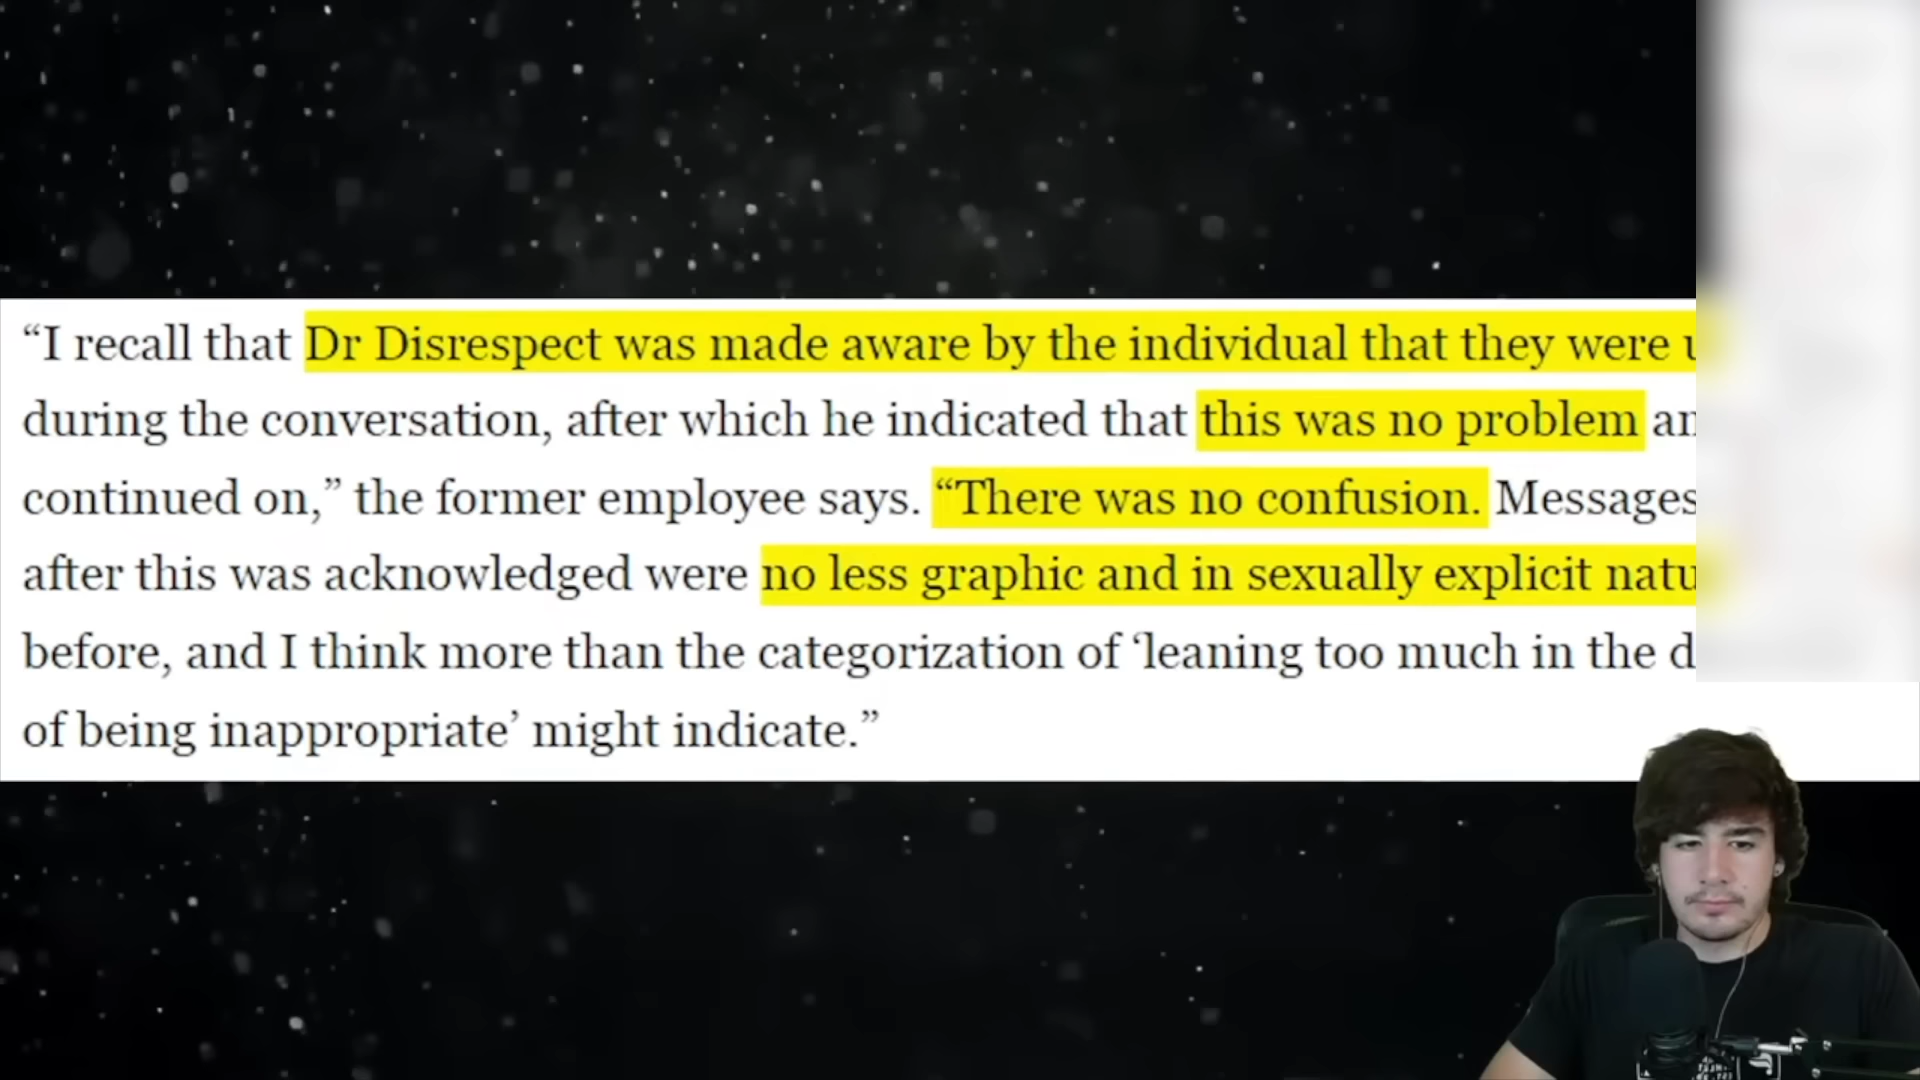 “I recall that Dr Disrespect was made aware by the individual that they were
during the conversation, after which he indicated that this was no problem
continued on,” the former employee says. “There was no confusion. Messages
after this was acknowledged were no less graphic and in sexually explicit
before, and I think more than the categorization of ‘leaning too much in the
of being inappropriate’ might indicate.”